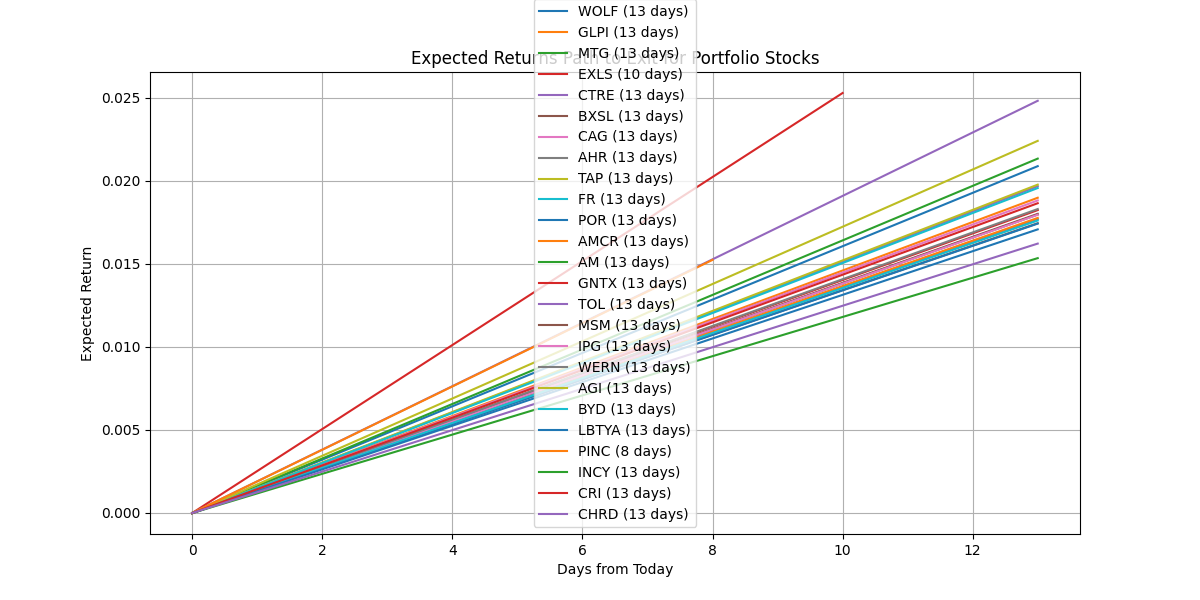 WOLF (13 days)
GLPI (13 days)
MTG (13 days)
Expected Returns Path to Exit for Portfolio Stocks
EXLS (10 days)
CTRE (13 days)
BXSL (13 days)
CAG (13 days)
AHR (13 days)
TAP (13 days)
FR (13 days)
POR (13 days)
AMCR (13 days)
AM (13 days)
GNTX (13 days)
TOL (13 days)
MSM (13 days)
IPG (13 days)
WERN (13 days)
AGI (13 days)
BYD (13 days)
LBTYA (13 days)
PINC (8 days)
INCY (13 days)
CRI (13 days)
CHRD (13 days)
Expected Return
0.025
0.020
0.015
0.010
0.005
0.000
0 2 4 6 8 10 12
Days from Today